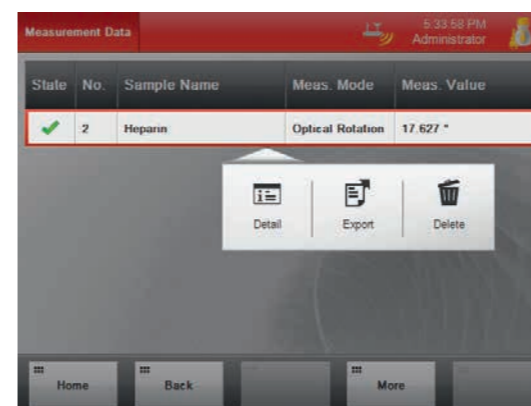 Measurement Data
5:33:58 PM
Administrator
State No. Sample Name Meas. Mode Meas. Value
2 Heparin Optical Rotation 17.627 °
Detail Export Delete
Home Back More